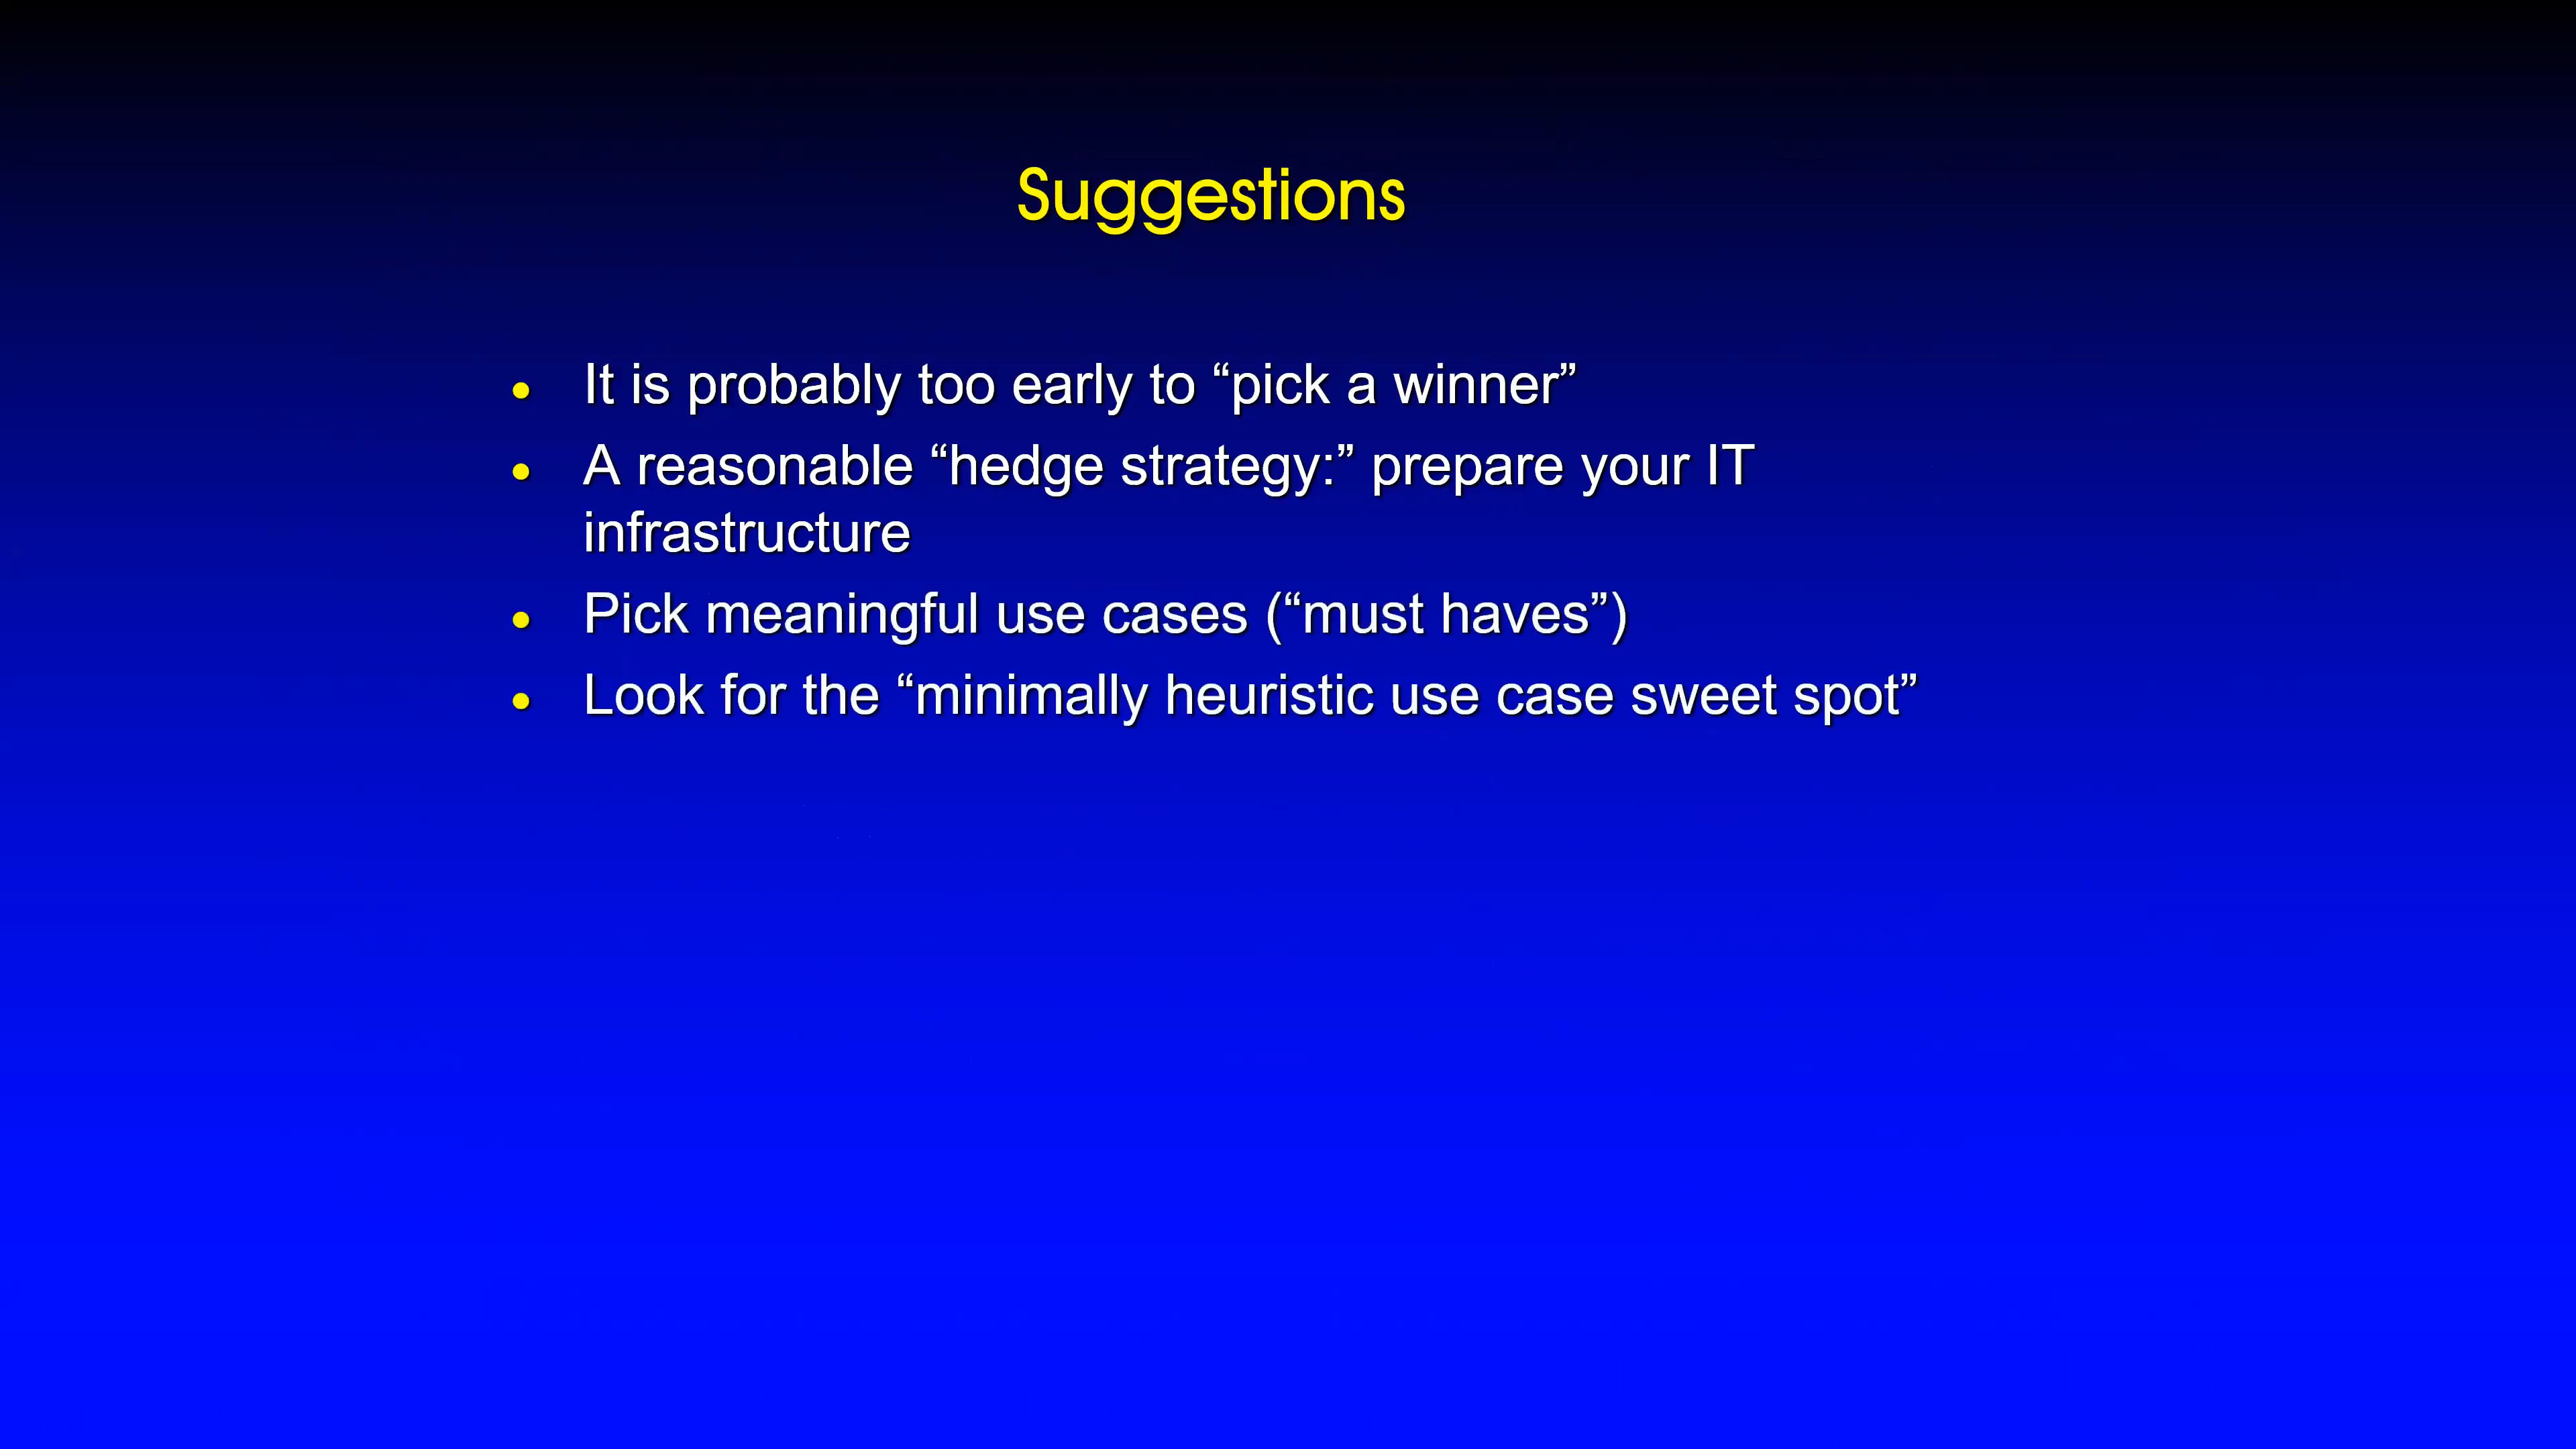 Suggestions
• It is probably too early to “pick a winner”
• A reasonable “hedge strategy:” prepare your IT
infrastructure
• Pick meaningful use cases (“must haves”)
• Look for the “minimally heuristic use case sweet spot”